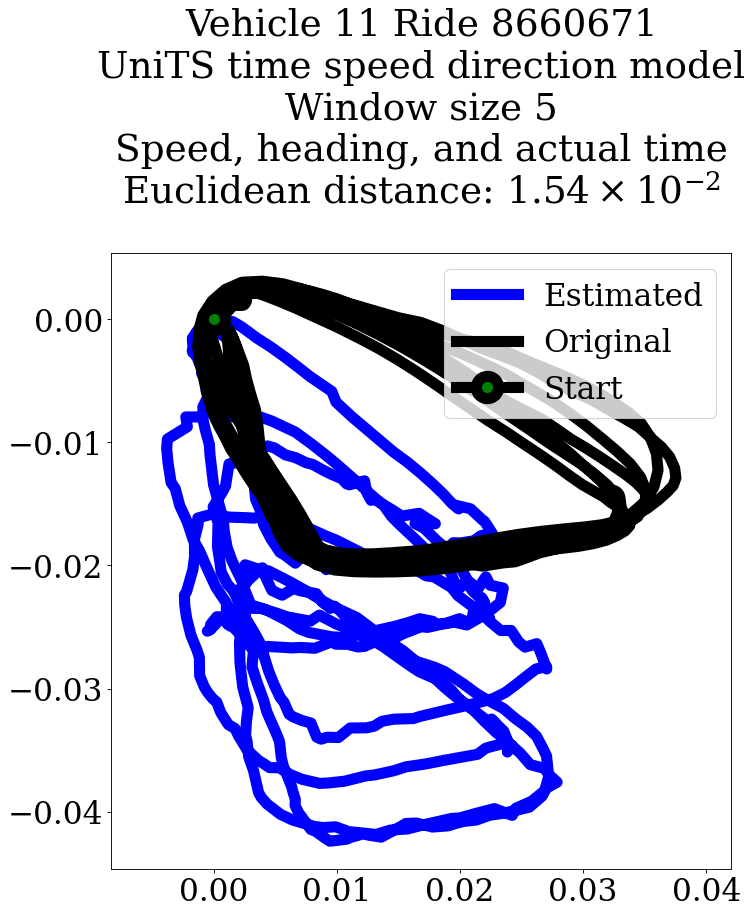 Vehicle 11 Ride 8660671
UniTS time speed direction model
Window size 5
Speed, heading, and actual time
Euclidean distance: 1.54 × 10⁻²
Estimated
Original
Start
0.00
−0.01
−0.02
−0.03
−0.04
0.00 0.01 0.02 0.03 0.04